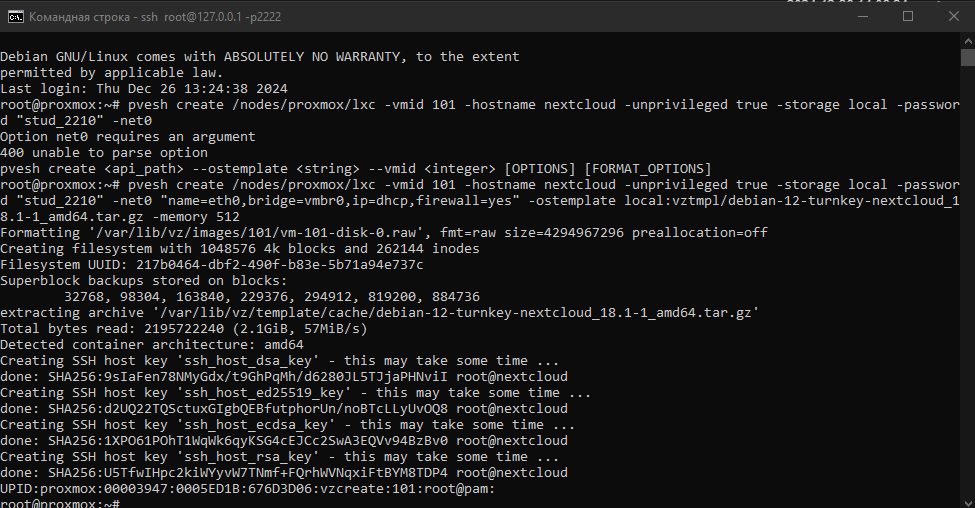 Командная строка - ssh root@127.0.0.1 -p2222
Debian GNU/Linux comes with ABSOLUTELY NO WARRANTY, to the extent
permitted by applicable law.
Last login: Thu Dec 26 13:24:38 2024
root@proxmox:~# pvesh create /nodes/proxmox/lxc -vmid 101 -hostname nextcloud -unprivileged true -storage local -passwor
d "stud_2210" -net0
Option net0 requires an argument
400 unable to parse option
pvesh create <api_path> --ostemplate <string> --vmid <integer> [OPTIONS] [FORMAT_OPTIONS]
root@proxmox:~# pvesh create /nodes/proxmox/lxc -vmid 101 -hostname nextcloud -unprivileged true -storage local -passwor
d "stud_2210" -net0 "name=eth0,bridge=vmbr0,ip=dhcp,firewall=yes" -ostemplate local:vztmpl/debian-12-turnkey-nextcloud_1
8.1-1_amd64.tar.gz -memory 512
Formatting '/var/lib/vz/images/101/vm-101-disk-0.raw', fmt=raw size=4294967296 preallocation=off
Creating filesystem with 1048576 4k blocks and 262144 inodes
Filesystem UUID: 217b0464-dbf2-490f-b83e-5b71a94e737c
Superblock backups stored on blocks:
32768, 98304, 163840, 229376, 294912, 819200, 884736
extracting archive '/var/lib/vz/template/cache/debian-12-turnkey-nextcloud_18.1-1_amd64.tar.gz'
Total bytes read: 2195722240 (2.1GiB, 57MiB/s)
Detected container architecture: amd64
Creating SSH host key 'ssh_host_dsa_key' - this may take some time ...
done: SHA256:9sIaFen78NMyGdx/t9GhPqMh/d6280JL5TJjaPHNviI root@nextcloud
Creating SSH host key 'ssh_host_ed25519_key' - this may take some time ...
done: SHA256:d2UQ22TQSctuxGIgbQEBfutphorUn/noBTcLLyUvOQ8 root@nextcloud
Creating SSH host key 'ssh_host_ecdsa_key' - this may take some time ...
done: SHA256:1XPO61POhT1WqWk6qyKSG4cEJCc2SwA3EQVv94BzBv0 root@nextcloud
Creating SSH host key 'ssh_host_rsa_key' - this may take some time ...
done: SHA256:U5TfwIHpc2kiWYyvW7TNmf+FQrhWVNqxiFtBYM8TDP4 root@nextcloud
UPID:proxmox:00003947:0005ED1B:676D3D06:vzcreate:101:root@pam:
root@proxmox:~#